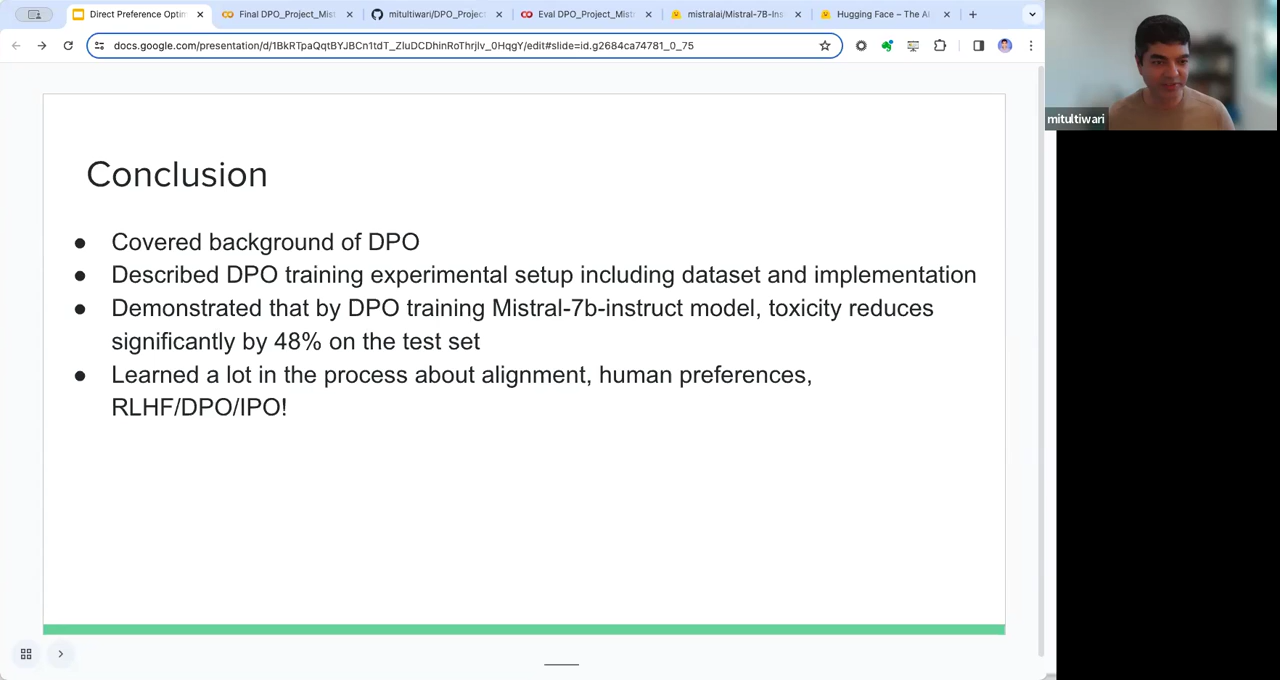 Direct Preference Optim
Final DPO_Project_Mist
mitultiwari/DPO_Project
Eval DPO_Project_Mistr
mistralai/Mistral-7B-Ins
Hugging Face – The AI
docs.google.com/presentation/d/1BkRTpaQqtBYJBCn1tdT_ZluDCDhinRoThrjlv_0HqgY/edit#slide=id.g2684ca74781_0_75
mitultiwari
Conclusion
● Covered background of DPO
● Described DPO training experimental setup including dataset and implementation
● Demonstrated that by DPO training Mistral-7b-instruct model, toxicity reduces
significantly by 48% on the test set
● Learned a lot in the process about alignment, human preferences,
RLHF/DPO/IPO!